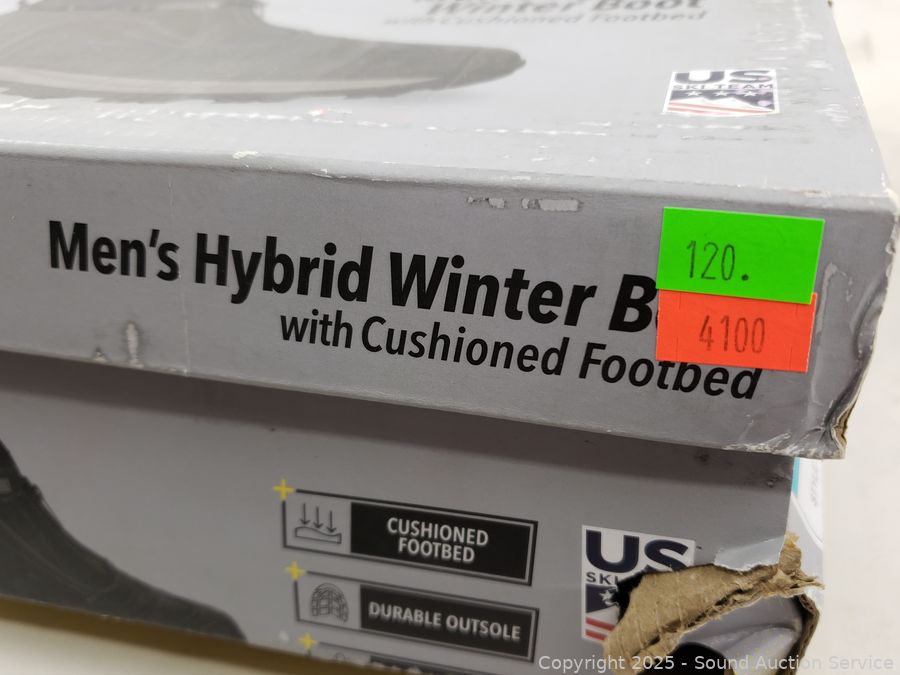 Winter Boot
with Cushioned Footbed
US
SKI TEAM
Men's Hybrid Winter B
with Cushioned Footbed
120.
4100
CUSHIONED
FOOTBED
DURABLE OUTSOLE
US
SKI
Copyright © 2025 - Sound Auction Service